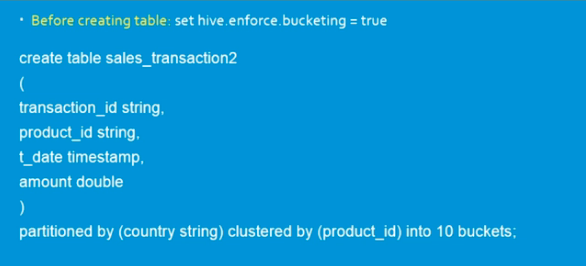 • Before creating table: set hive.enforce.bucketing = true
create table sales_transaction2
(
transaction_id string,
product_id string,
t_date timestamp,
amount double
)
partitioned by (country string) clustered by (product_id) into 10 buckets;